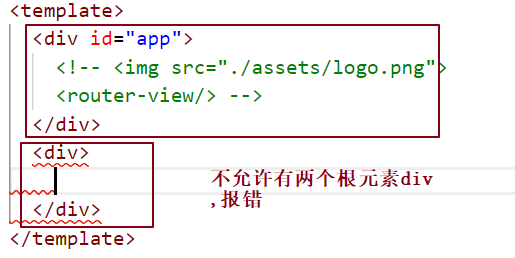 <template>
<div id="app">
<!-- <img src="./assets/logo.png">
<router-view/> -->
</div>
<div>
</div>
</template>
不允许有两个根元素div
,报错